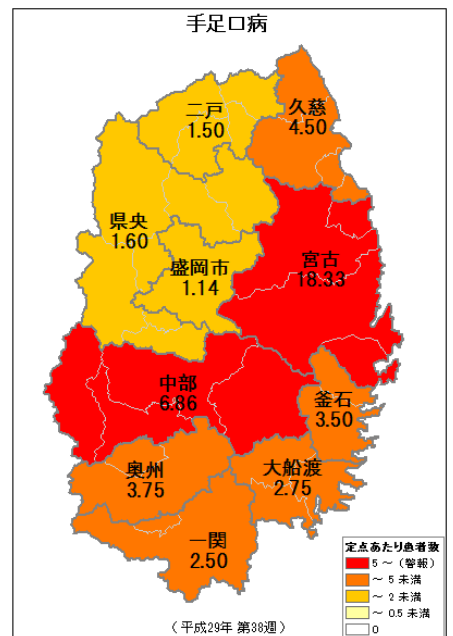 手足口病
久慈
4.50
二戸
1.50
県央
1.60
宮古
18.33
盛岡市
1.14
中部
6.86
釜石
3.50
奥州
3.75
大船渡
2.75
一関
2.50
定点あたり患者数
5～(警報)
～5未満
～2未満
～0.5未満
0
(平成29年 第38週)